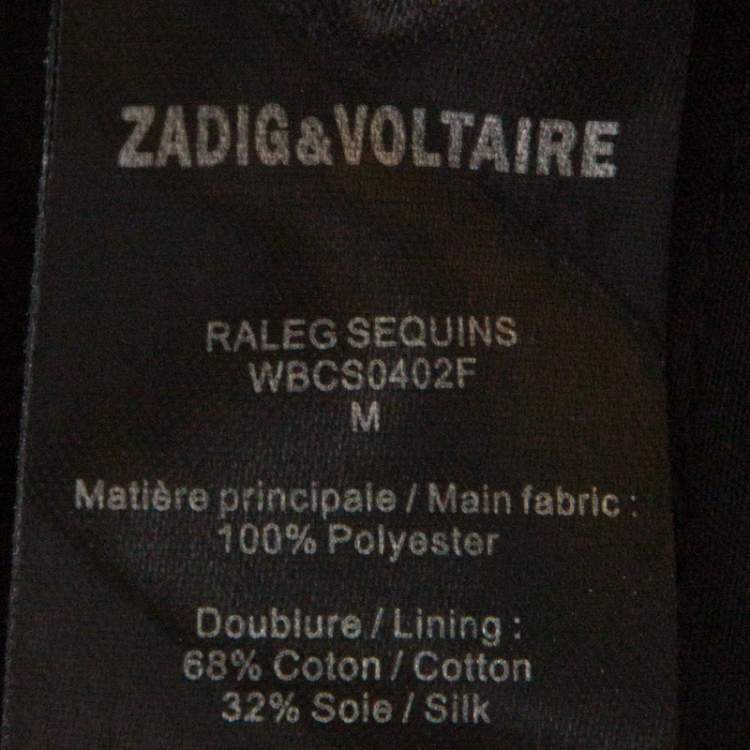 ZADIG&VOLTAIRE
RALEG SEQUINS
WBCS0402F
M
Matière principale / Main fabric :
100% Polyester
Doublure / Lining :
68% Coton / Cotton
32% Soie / Silk